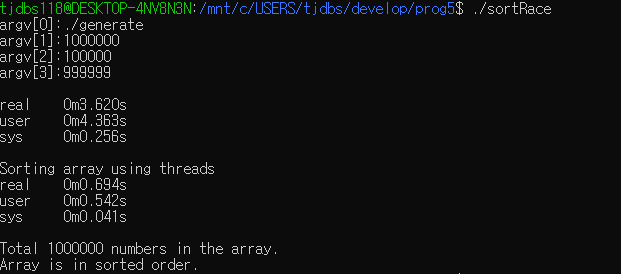 tjdbs118@DESKTOP-4NV8N3N:/mnt/c/USERS/tjdbs/develop/prog5$ ./sortRace
argv[0]:./generate
argv[1]:1000000
argv[2]:100000
argv[3]:999999
real 0m3.620s
user 0m4.363s
sys 0m0.256s
Sorting array using threads
real 0m0.694s
user 0m0.542s
sys 0m0.041s
Total 1000000 numbers in the array.
Array is in sorted order.